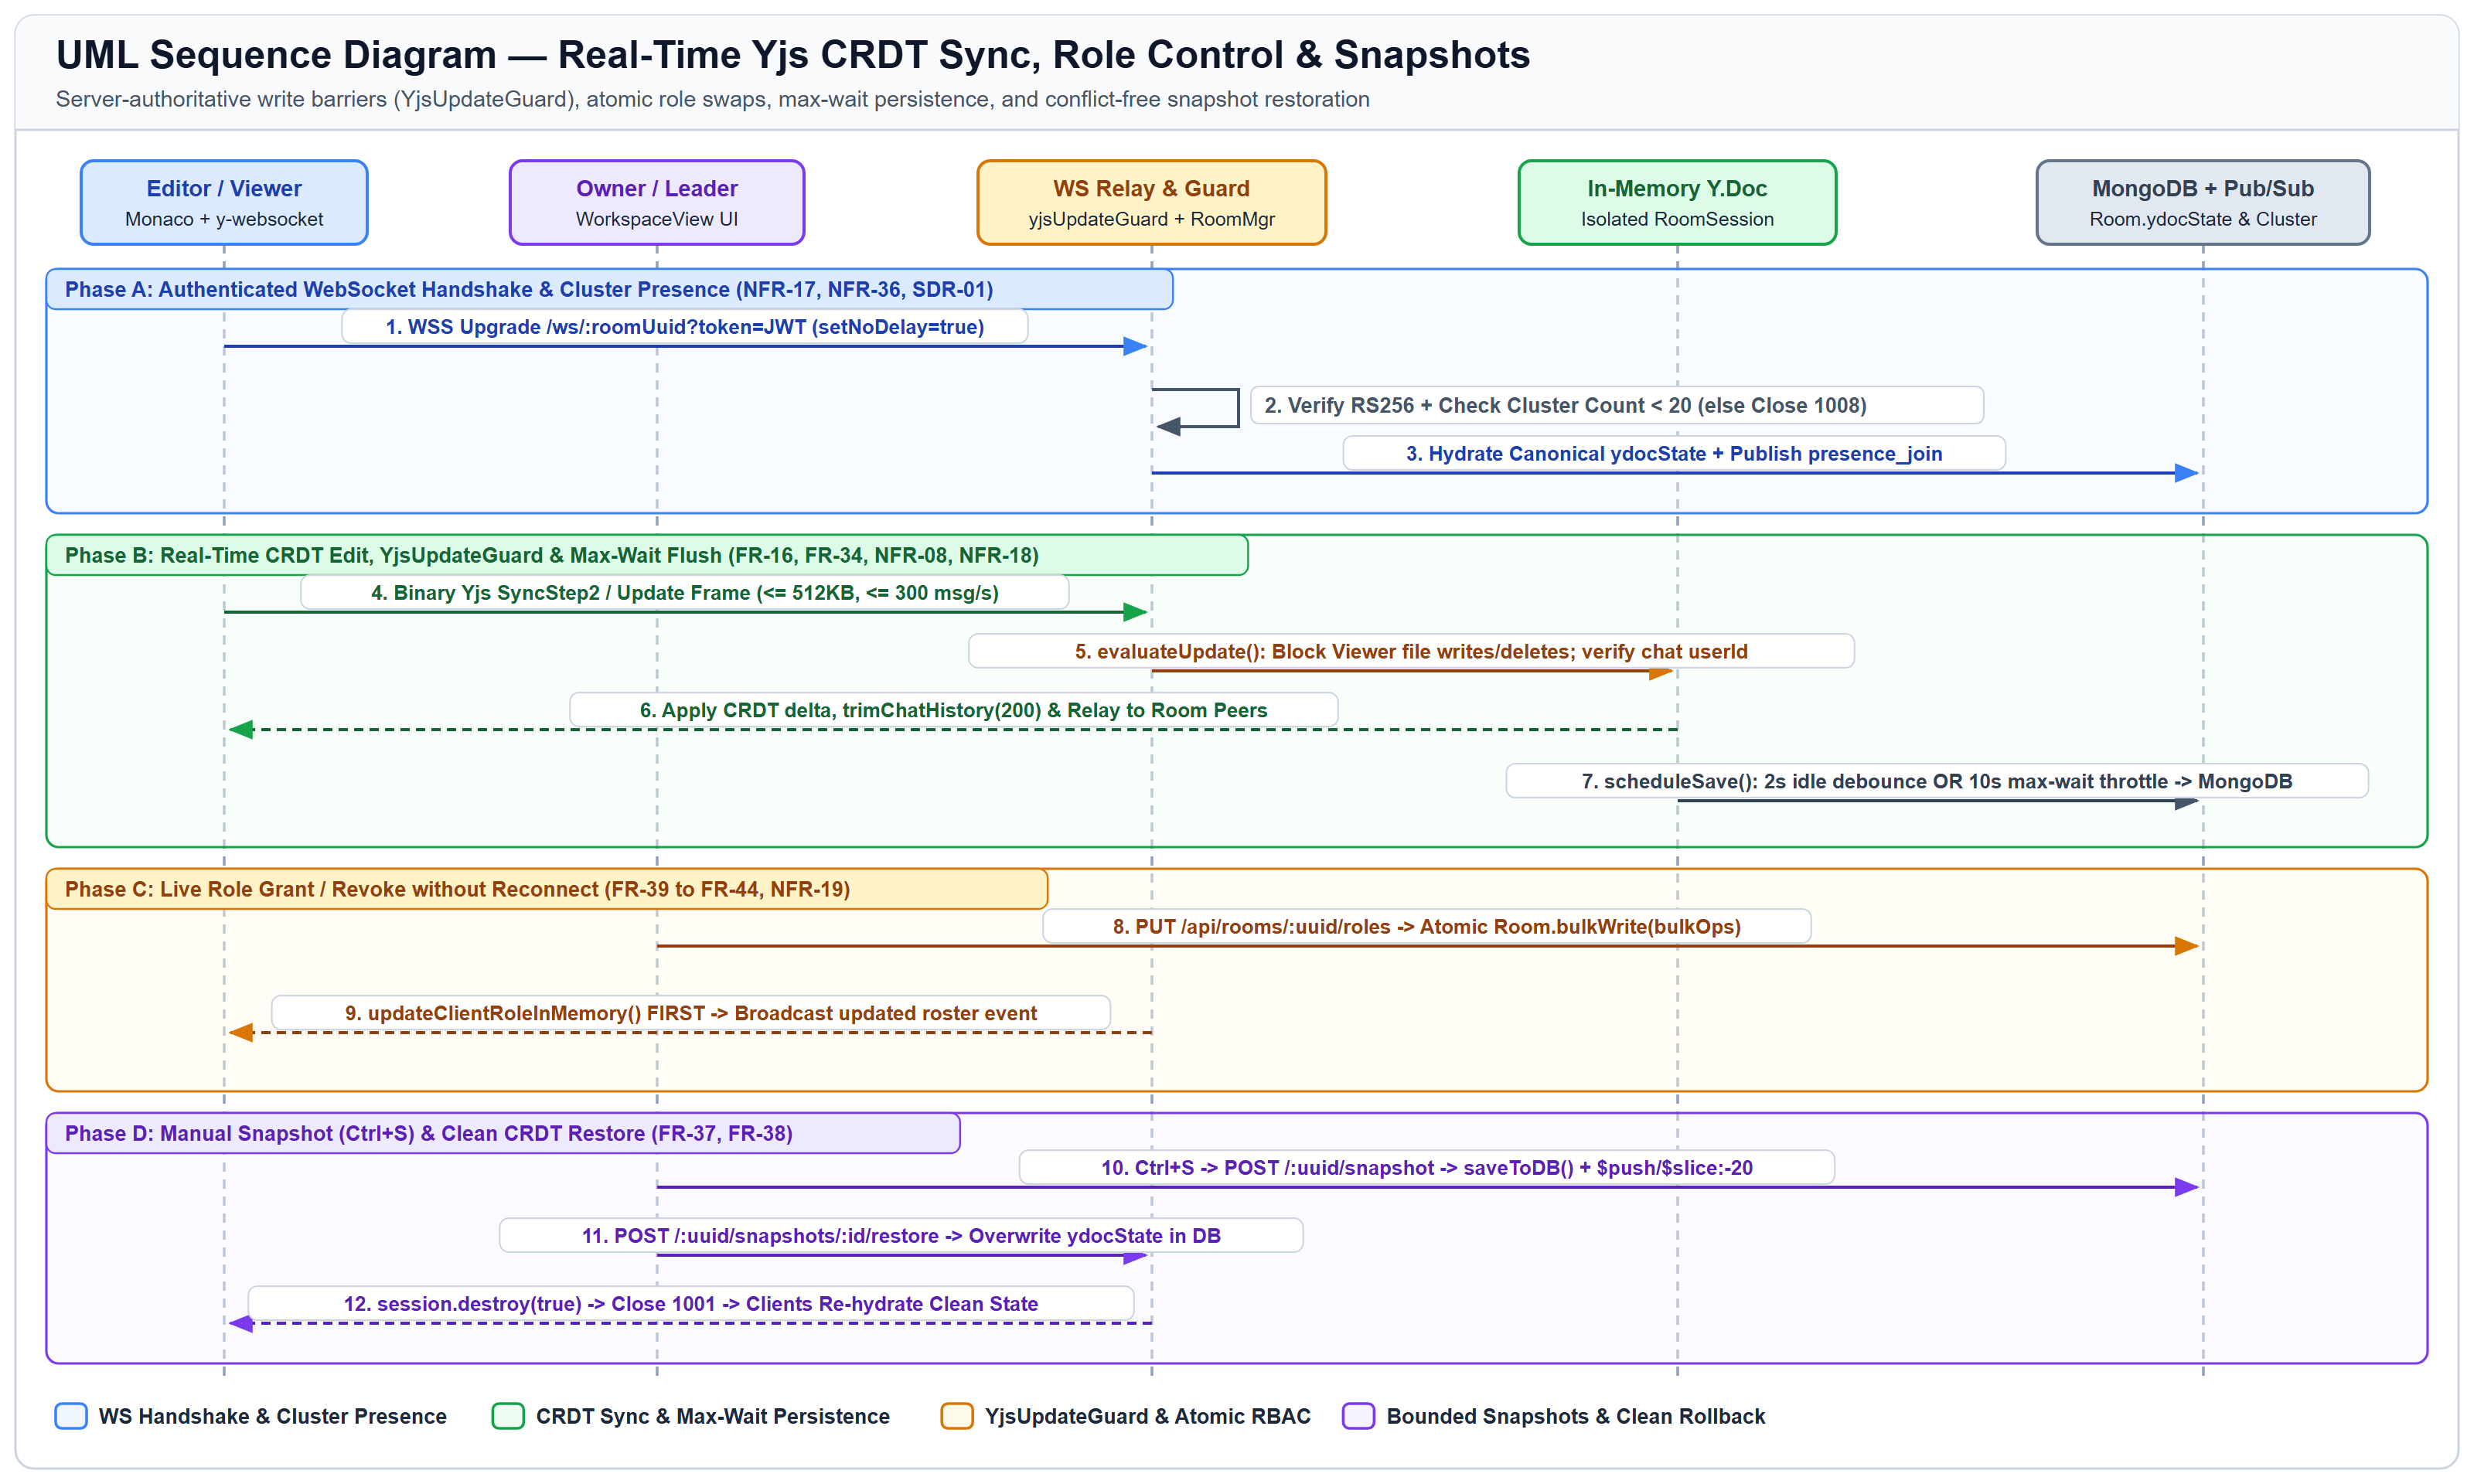 UML Sequence Diagram — Real-Time Yjs CRDT Sync, Role Control & Snapshots
Server-authoritative write barriers (YjsUpdateGuard), atomic role swaps, max-wait persistence, and conflict-free snapshot restoration
Editor / Viewer
Monaco + y-websocket
Owner / Leader
WorkspaceView UI
WS Relay & Guard
yjsUpdateGuard + RoomMgr
In-Memory Y.Doc
Isolated RoomSession
MongoDB + Pub/Sub
Room.ydocState & Cluster
Phase A: Authenticated WebSocket Handshake & Cluster Presence (NFR-17, NFR-36, SDR-01)
1. WSS Upgrade /ws/:roomUuid?token=JWT (setNoDelay=true)
2. Verify RS256 + Check Cluster Count < 20 (else Close 1008)
3. Hydrate Canonical ydocState + Publish presence_join
Phase B: Real-Time CRDT Edit, YjsUpdateGuard & Max-Wait Flush (FR-16, FR-34, NFR-08, NFR-18)
4. Binary Yjs SyncStep2 / Update Frame (<= 512KB, <= 300 msg/s)
5. evaluateUpdate(): Block Viewer file writes/deletes; verify chat userId
6. Apply CRDT delta, trimChatHistory(200) & Relay to Room Peers
7. scheduleSave(): 2s idle debounce OR 10s max-wait throttle -> MongoDB
Phase C: Live Role Grant / Revoke without Reconnect (FR-39 to FR-44, NFR-19)
8. PUT /api/rooms/:uuid/roles -> Atomic Room.bulkWrite(bulkOps)
9. updateClientRoleInMemory() FIRST -> Broadcast updated roster event
Phase D: Manual Snapshot (Ctrl+S) & Clean CRDT Restore (FR-37, FR-38)
10. Ctrl+S -> POST /:uuid/snapshot -> saveToDB() + $push/$slice:-20
11. POST /:uuid/snapshots/:id/restore -> Overwrite ydocState in DB
12. session.destroy(true) -> Close 1001 -> Clients Re-hydrate Clean State
WS Handshake & Cluster Presence
CRDT Sync & Max-Wait Persistence
YjsUpdateGuard & Atomic RBAC
Bounded Snapshots & Clean Rollback